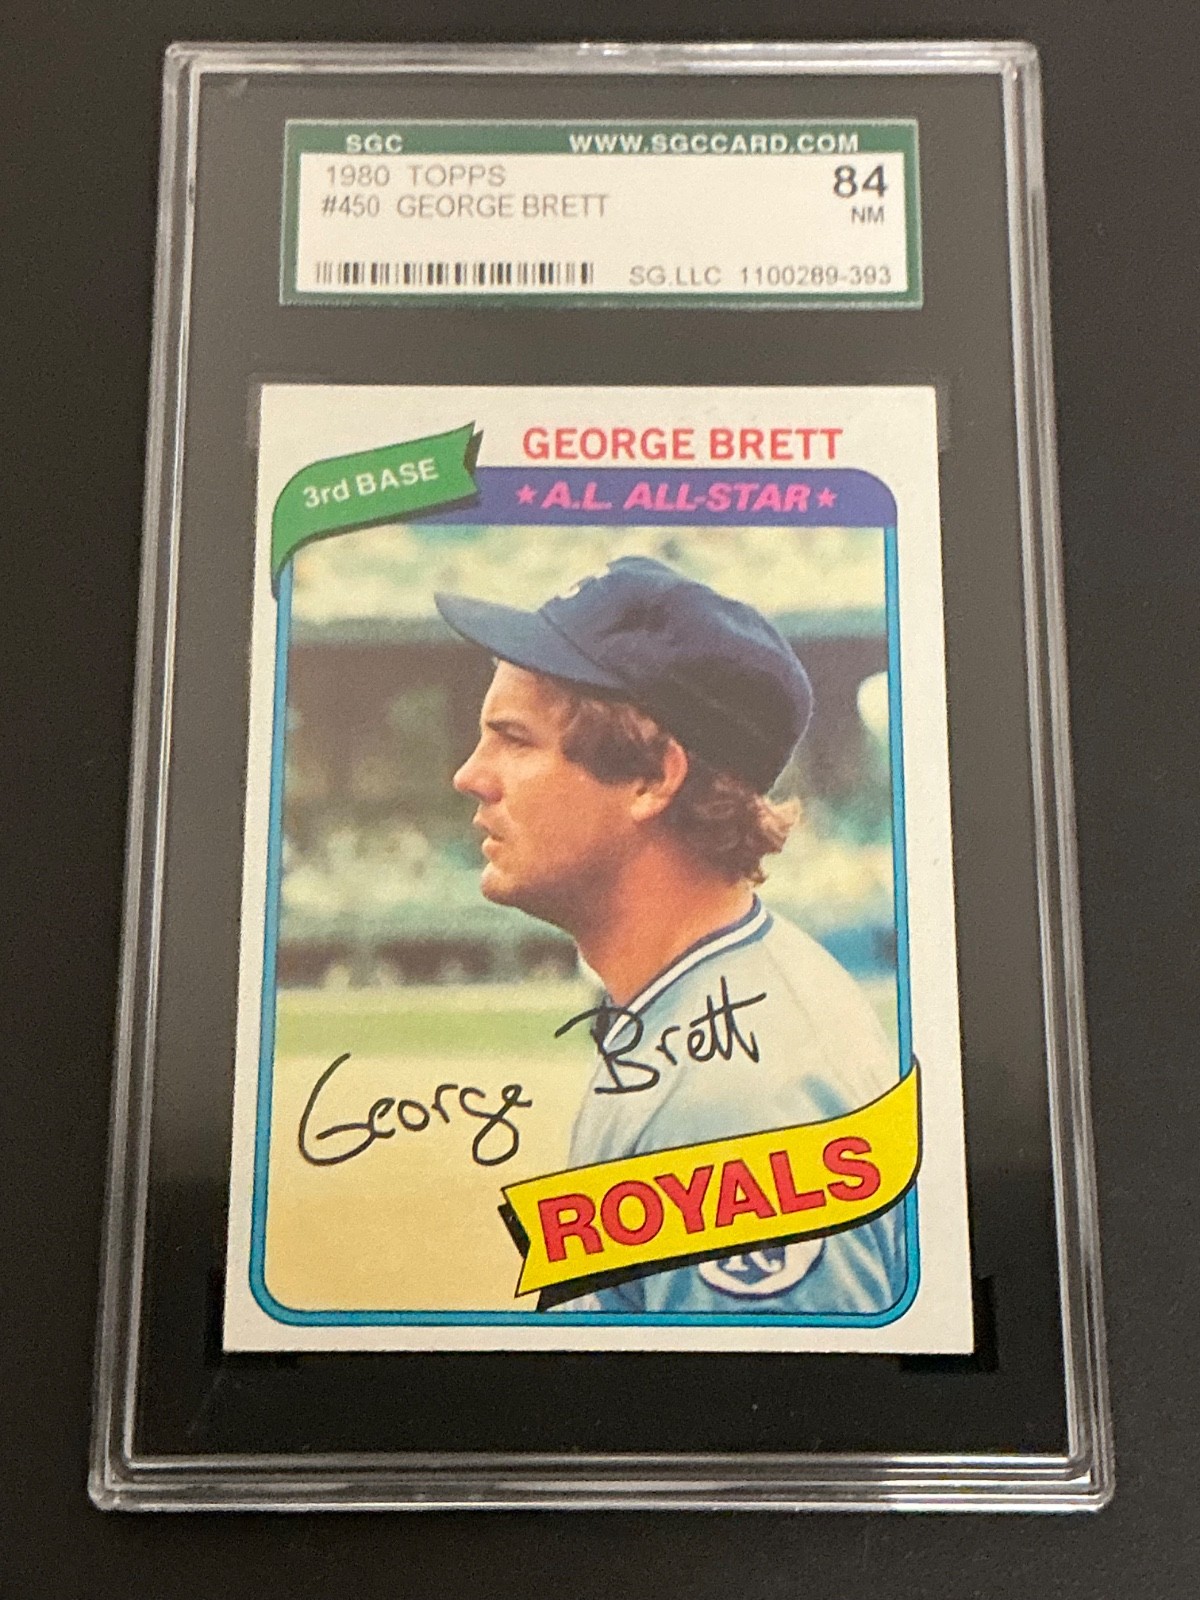 SGC WWW.SGCCARD.COM
1980 TOPPS 84
#450 GEORGE BRETT NM
SG.LLC 1100289-393
GEORGE BRETT
3rd BASE
★ A.L. ALL-STAR ★
George Brett
ROYALS
R